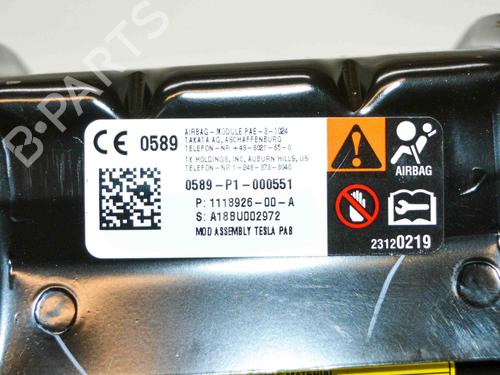 B-PARTS
CE 0589
AIRBAG-MODULE PAE-3-1024
TAKATA AG, ASCHAFFENBURG
TELEFON-NR +49-6021-65-0
TK HOLDINGS, INC, AUBURN HILLS, US
TELEFON-NR 1-248-373-8040
0589-P1-000551
P: 1118926-00-A
S: A18BU002972
MOD ASSEMBLY TESLA PAB
AIRBAG
23120219
MATERIAL